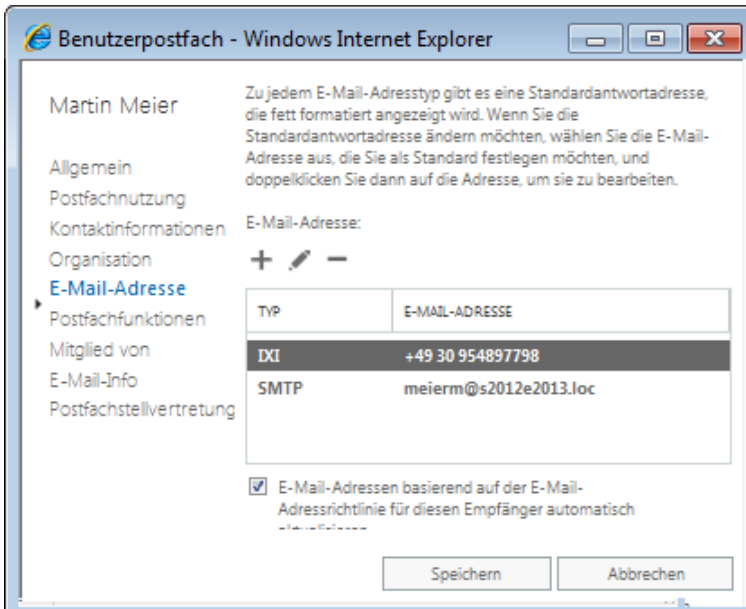 Benutzerpostfach - Windows Internet Explorer
Martin Meier
Allgemein
Postfachnutzung
Kontaktinformationen
Organisation
E-Mail-Adresse
Postfachfunktionen
Mitglied von
E-Mail-Info
Postfachstellvertretung
Zu jedem E-Mail-Adresstyp gibt es eine Standardantwortadresse,
die fett formatiert angezeigt wird. Wenn Sie die
Standardantwortadresse ändern möchten, wählen Sie die E-Mail-
Adresse aus, die Sie als Standard festlegen möchten, und
doppelklicken Sie dann auf die Adresse, um sie zu bearbeiten.
E-Mail-Adresse:
TYP E-MAIL-ADRESSE
IXI +49 30 954897798
SMTP meierm@s2012e2013.loc
E-Mail-Adressen basierend auf der E-Mail-
Adressrichtlinie für diesen Empfänger automatisch
Speichern Abbrechen